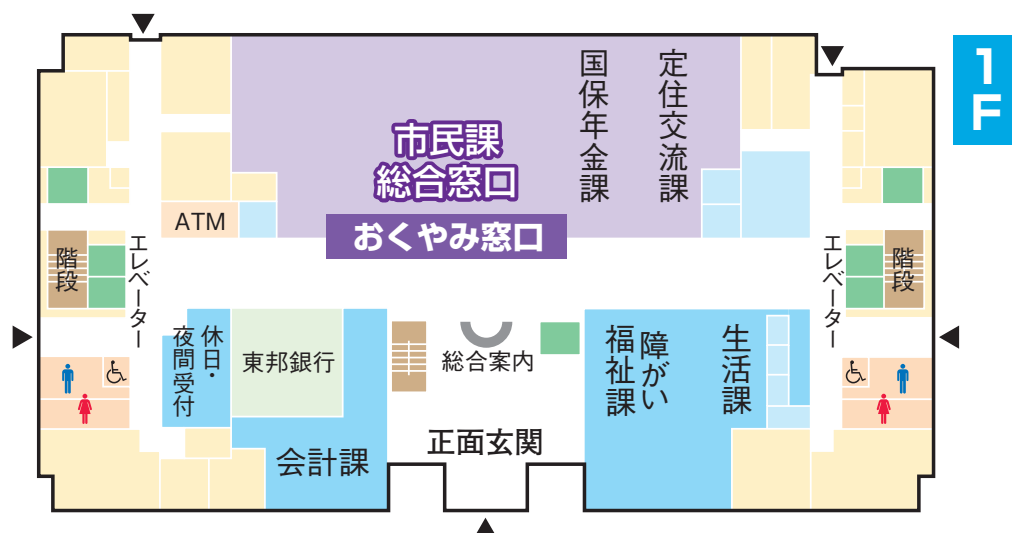 1F
定住交流課
国保年金課
市民課
総合窓口
おくやみ窓口
ATM
階段
エレベーター
エレベーター
階段
休日・
夜間受付
東邦銀行
総合案内
障がい
福祉課
生活課
会計課
正面玄関